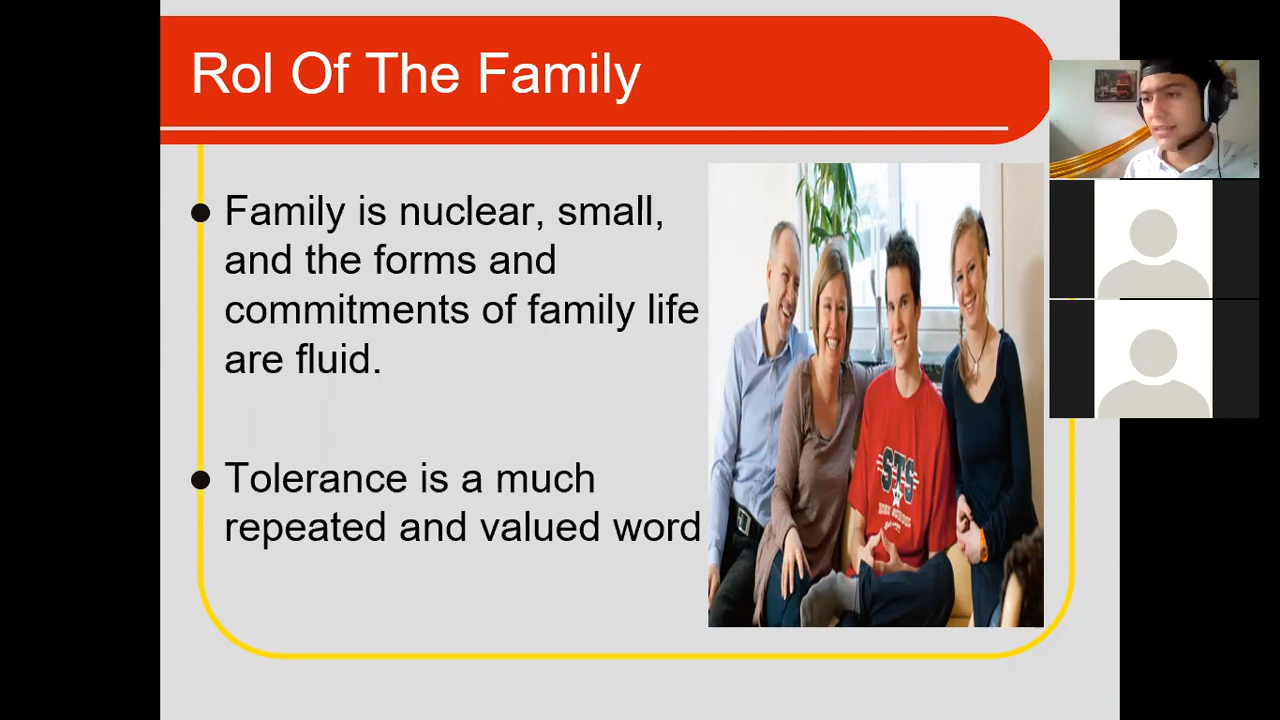 Rol Of The Family
Family is nuclear, small,
and the forms and
commitments of family life
are fluid.
Tolerance is a much
repeated and valued word
STS